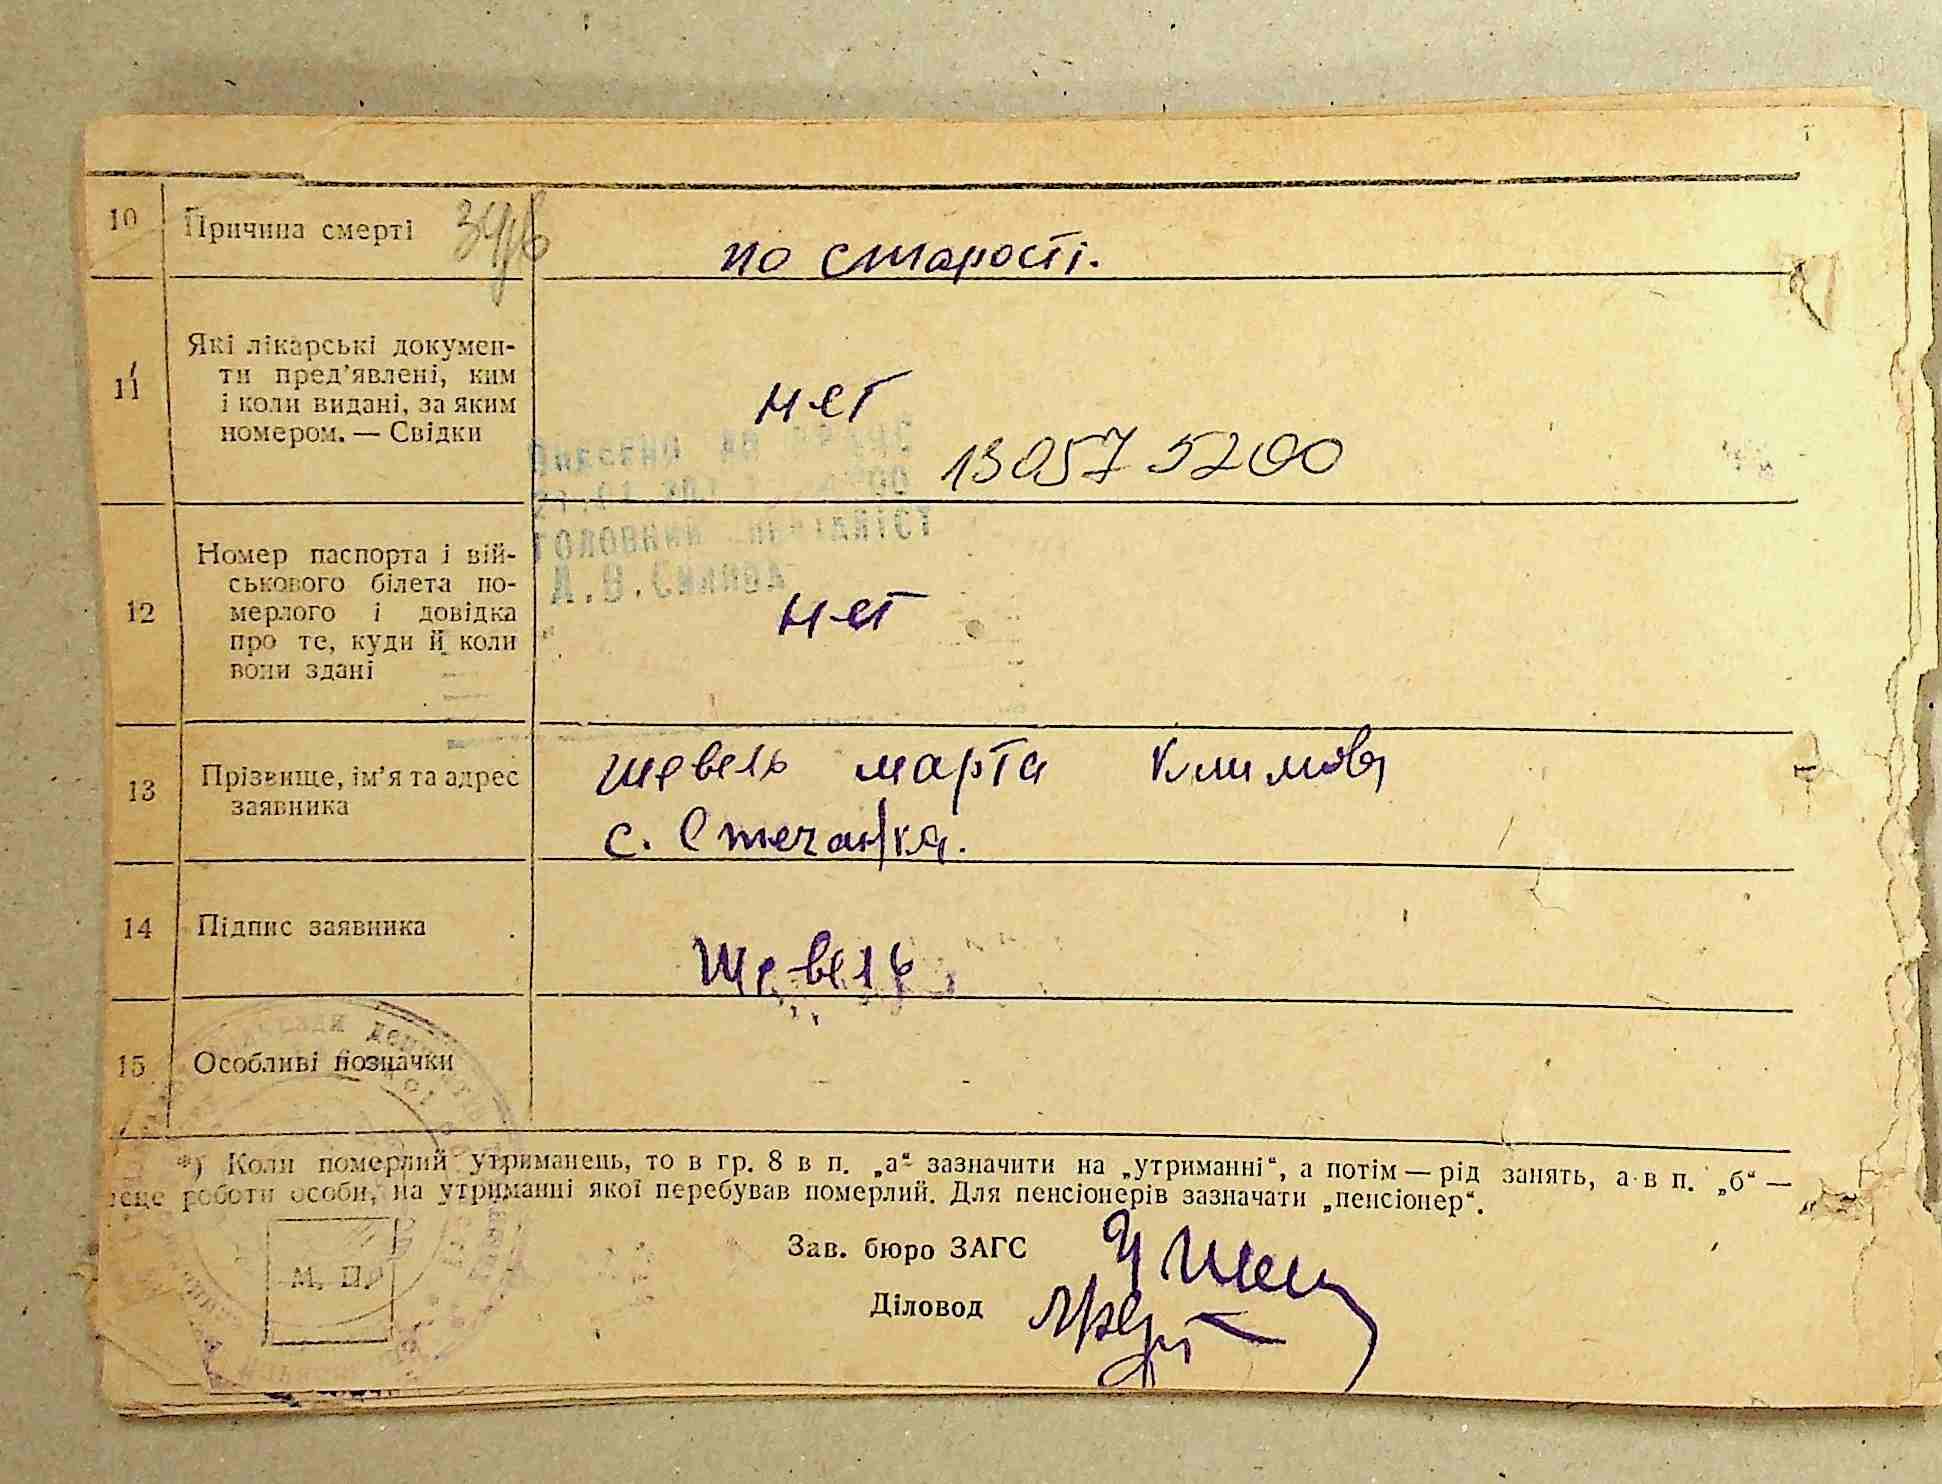 10 Причина смерті по старості.
11 Які лікарські докумен-
ти пред’явлені, ким
і коли видані, за яким
номером. — Свідки
нет
13057 5200
ГОЛОВНИЙ СПЕЦІАЛІСТ
12 Номер паспорта і вій-
ськового білета по-
мерлого і довідка
про те, куди й коли
вони здані
нет
13 Прізвище, ім’я та адрес
заявника
Шевель Марта Климова
с. Стечанка.
14 Підпис заявника Шевель
15 Особливі позначки
*) Коли померлий утриманець, то в гр. 8 в п. „а“ зазначити на „утриманні“, а потім — рід занять, а в п. „б“ —
роботи особи, на утриманні якої перебував померлий. Для пенсіонерів зазначати „пенсіонер“.
Зав. бюро ЗАГС
Діловод
М. П.